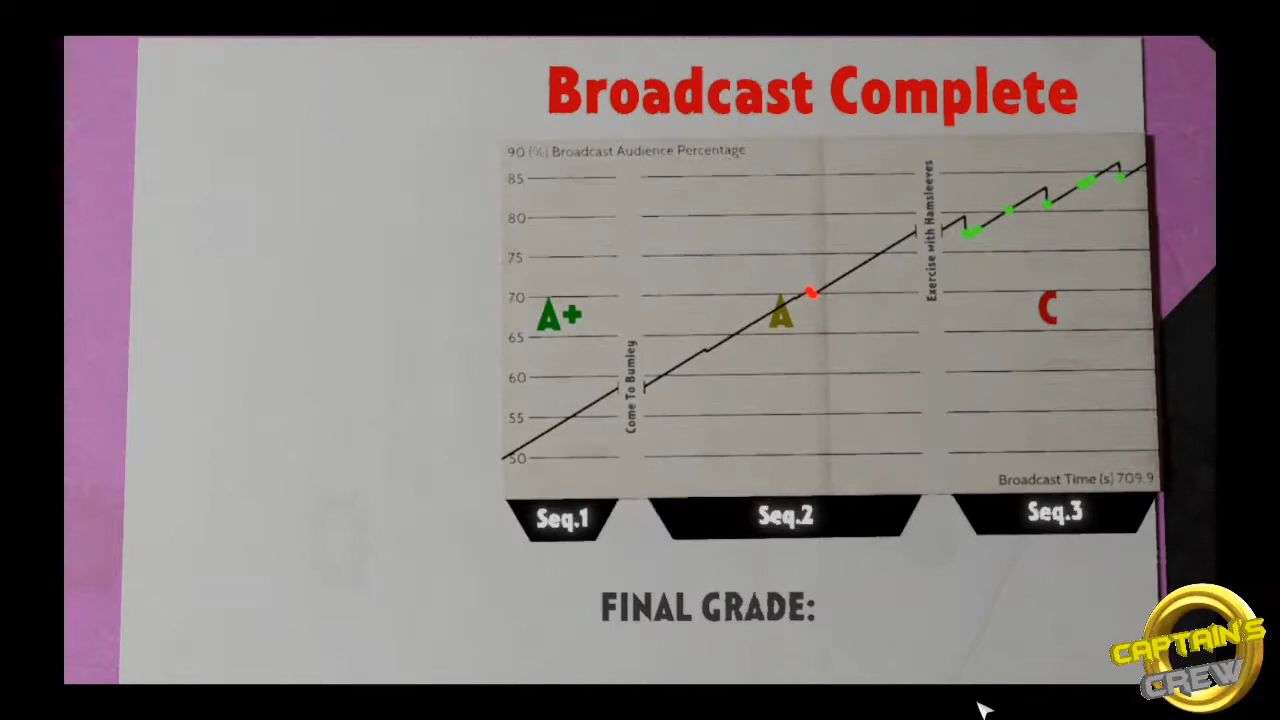 Broadcast Complete
90 (%) Broadcast Audience Percentage
85
80
75
70
65
60
55
50
A+
A
C
Come To Bumley
Exercise with Hamsleeves
Broadcast Time (s) 709.9
Seq.1
Seq.2
Seq.3
FINAL GRADE:
CAPTAIN'S
CREW